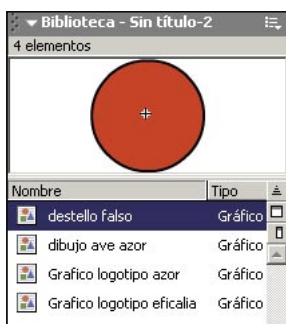 Biblioteca - Sin título-2
4 elementos
Nombre Tipo
destello falso Gráfico
dibujo ave azor Gráfico
Grafico logotipo azor Gráfico
Grafico logotipo eficalia Gráfico